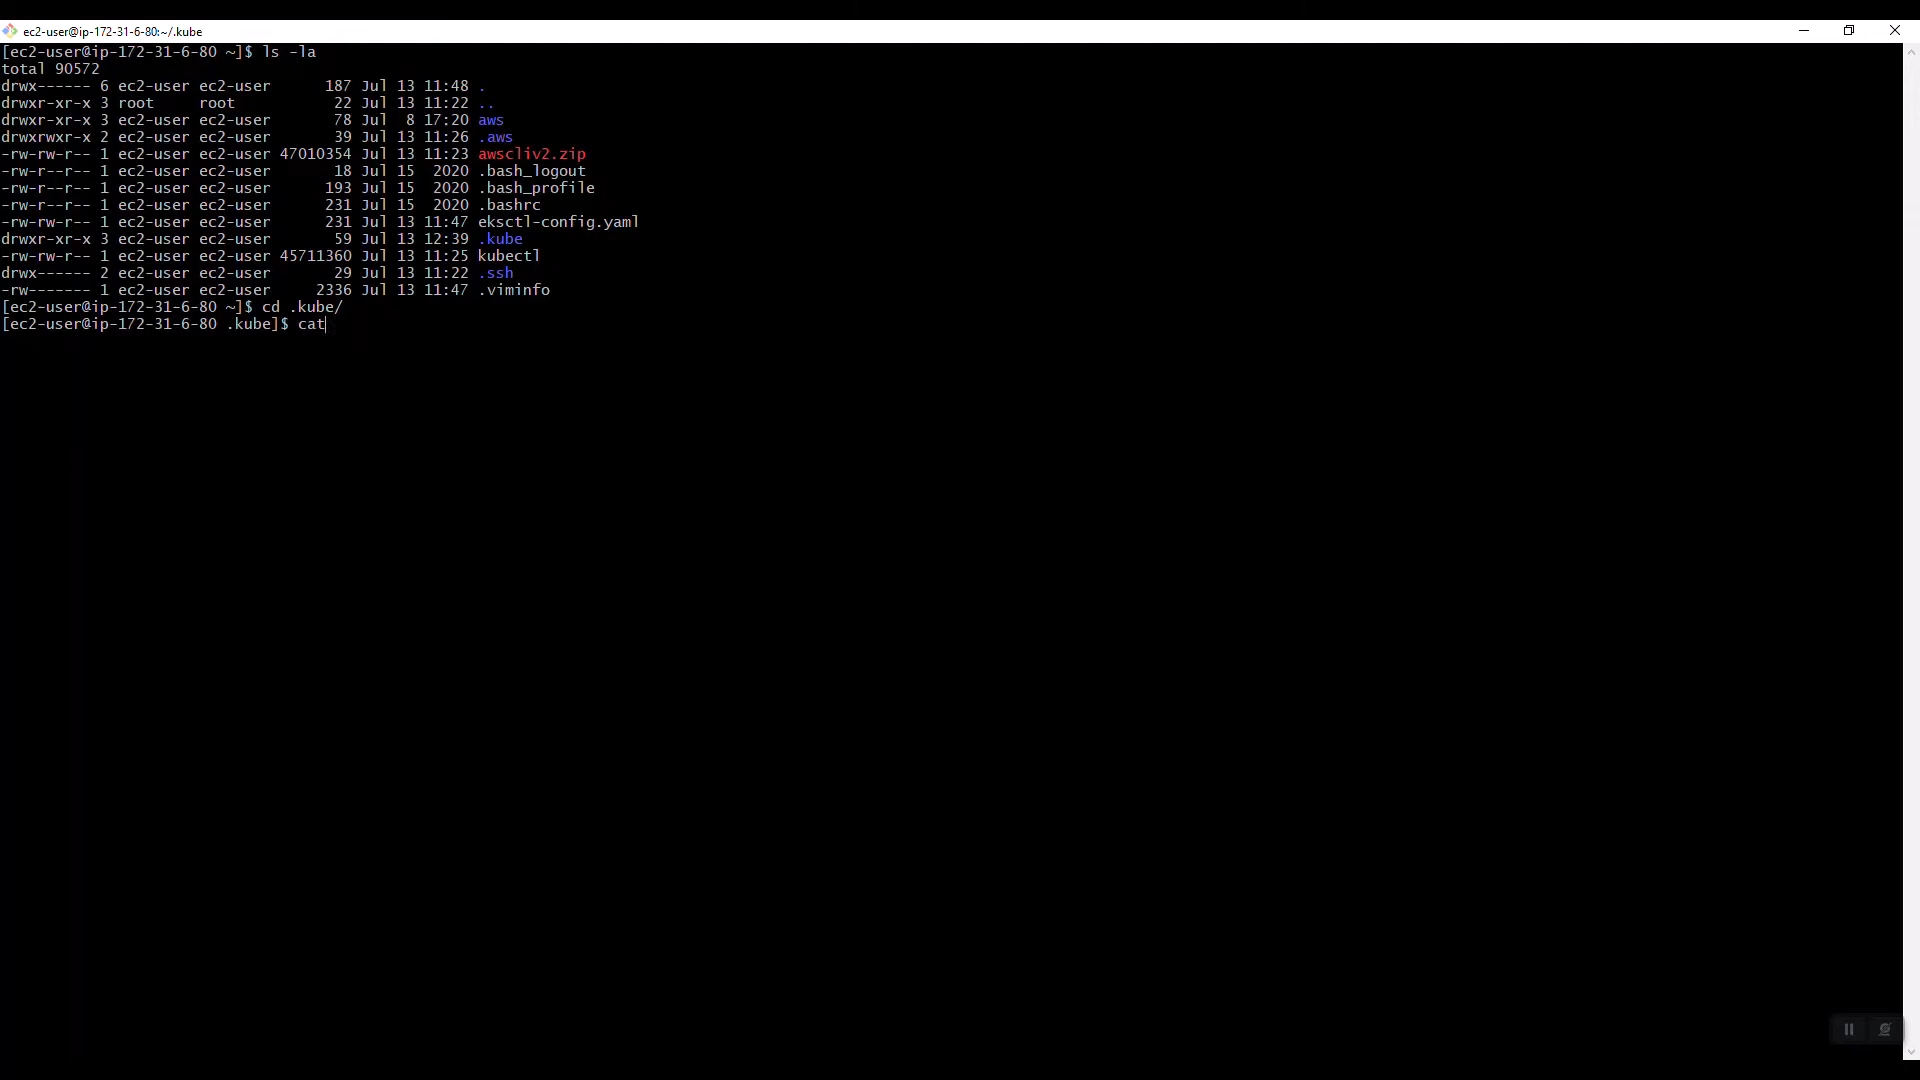 ec2-user@ip-172-31-6-80:~/.kube
[ec2-user@ip-172-31-6-80 ~]$ ls -la
total 90572
drwx------ 6 ec2-user ec2-user      187 Jul 13 11:48 .
drwxr-xr-x 3 root     root           22 Jul 13 11:22 ..
drwxr-xr-x 3 ec2-user ec2-user       78 Jul  8 17:20 aws
drwxrwxr-x 2 ec2-user ec2-user       39 Jul 13 11:26 .aws
-rw-rw-r-- 1 ec2-user ec2-user 47010354 Jul 13 11:23 awscliv2.zip
-rw-r--r-- 1 ec2-user ec2-user       18 Jul 15  2020 .bash_logout
-rw-r--r-- 1 ec2-user ec2-user      193 Jul 15  2020 .bash_profile
-rw-r--r-- 1 ec2-user ec2-user      231 Jul 15  2020 .bashrc
-rw-rw-r-- 1 ec2-user ec2-user      231 Jul 13 11:47 eksctl-config.yaml
drwxr-xr-x 3 ec2-user ec2-user       59 Jul 13 12:39 .kube
-rw-rw-r-- 1 ec2-user ec2-user 45711360 Jul 13 11:25 kubectl
drwx------ 2 ec2-user ec2-user       29 Jul 13 11:22 .ssh
-rw------- 1 ec2-user ec2-user     2336 Jul 13 11:47 .viminfo
[ec2-user@ip-172-31-6-80 ~]$ cd .kube/
[ec2-user@ip-172-31-6-80 .kube]$ cat